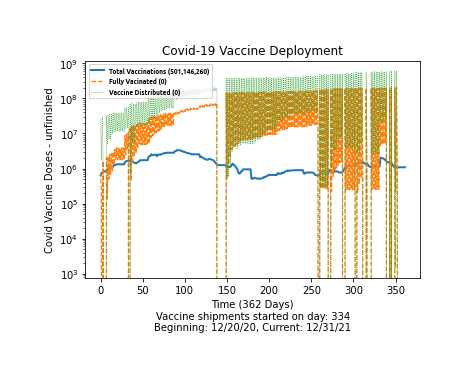 Covid-19 Vaccine Deployment
Total Vaccinations (501,146,260)
Fully Vacinated (0)
Vaccine Distributed (0)
Covid Vaccine Doses - unfinished
10⁹
10⁸
10⁷
10⁶
10⁵
10⁴
10³
0 50 100 150 200 250 300 350
Time (362 Days)
Vaccine shipments started on day: 334
Beginning: 12/20/20, Current: 12/31/21